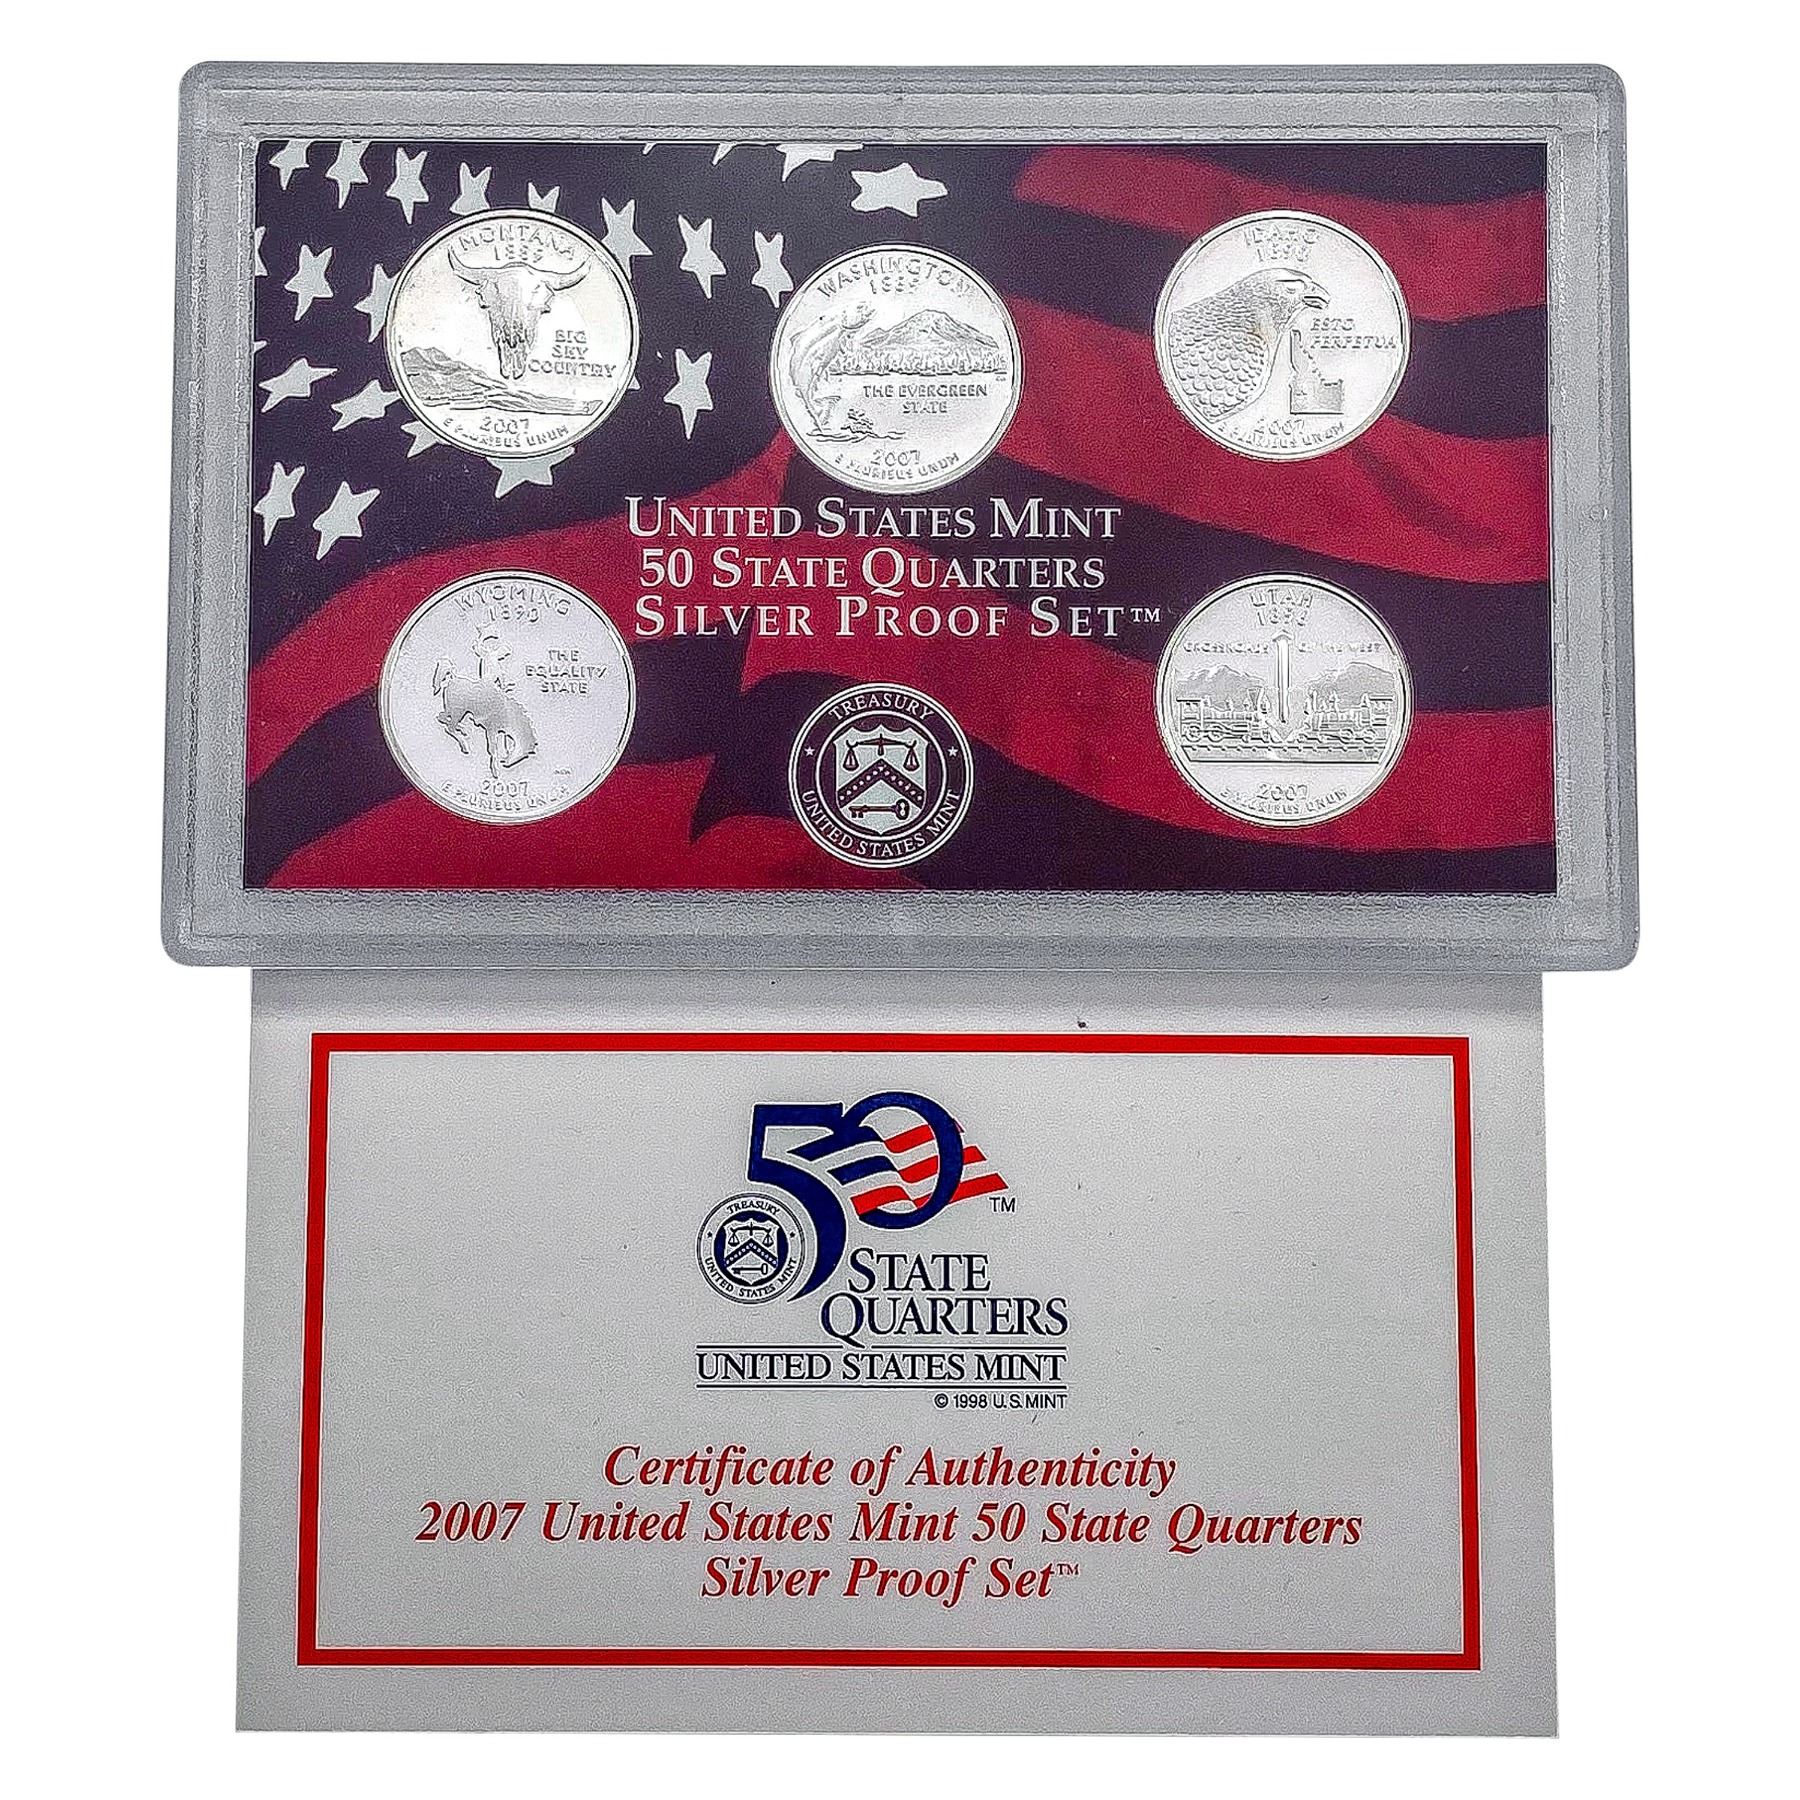 MONTANA
1889
BIG
SKY
COUNTRY
2007
E PLURIBUS UNUM
WASHINGTON
1889
THE EVERGREEN
STATE
2007
E PLURIBUS UNUM
IDAHO
1890
ESTO
PERPETUA
2007
E PLURIBUS UNUM
UNITED STATES MINT
50 STATE QUARTERS
SILVER PROOF SET™
WYOMING
1890
THE
EQUALITY
STATE
2007
E PLURIBUS UNUM
TREASURY
UNITED STATES MINT
UTAH
1896
CROSSROADS OF THE WEST
2007
E PLURIBUS UNUM
50 ™
TREASURY
UNITED STATES MINT
STATE
QUARTERS
UNITED STATES MINT
© 1998 U.S. MINT
Certificate of Authenticity
2007 United States Mint 50 State Quarters
Silver Proof Set™